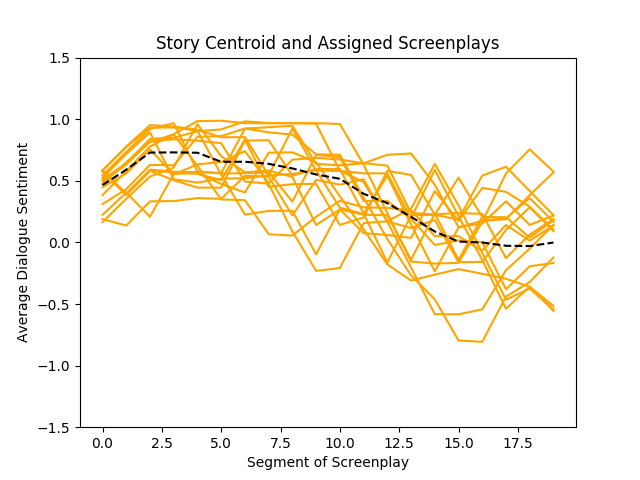 Story Centroid and Assigned Screenplays
1.5
1.0
0.5
0.0
−0.5
−1.0
−1.5
Average Dialogue Sentiment
0.0 2.5 5.0 7.5 10.0 12.5 15.0 17.5
Segment of Screenplay